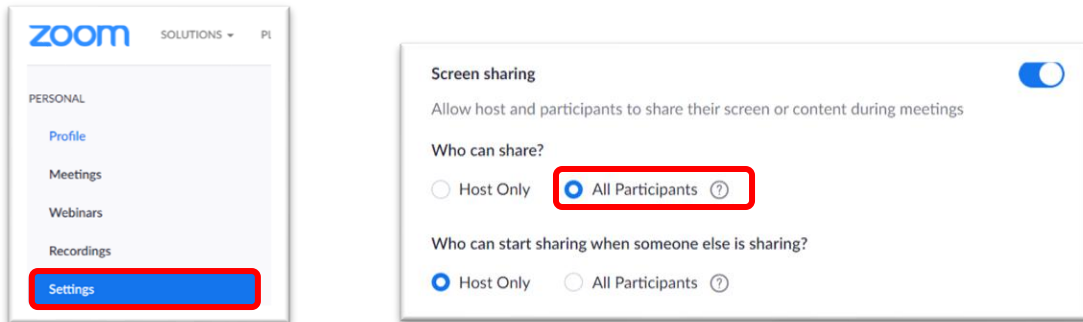 zoom SOLUTIONS PL
PERSONAL
Profile
Meetings
Webinars
Recordings
Settings
Screen sharing
Allow host and participants to share their screen or content during meetings
Who can share?
Host Only All Participants ?
Who can start sharing when someone else is sharing?
Host Only All Participants ?